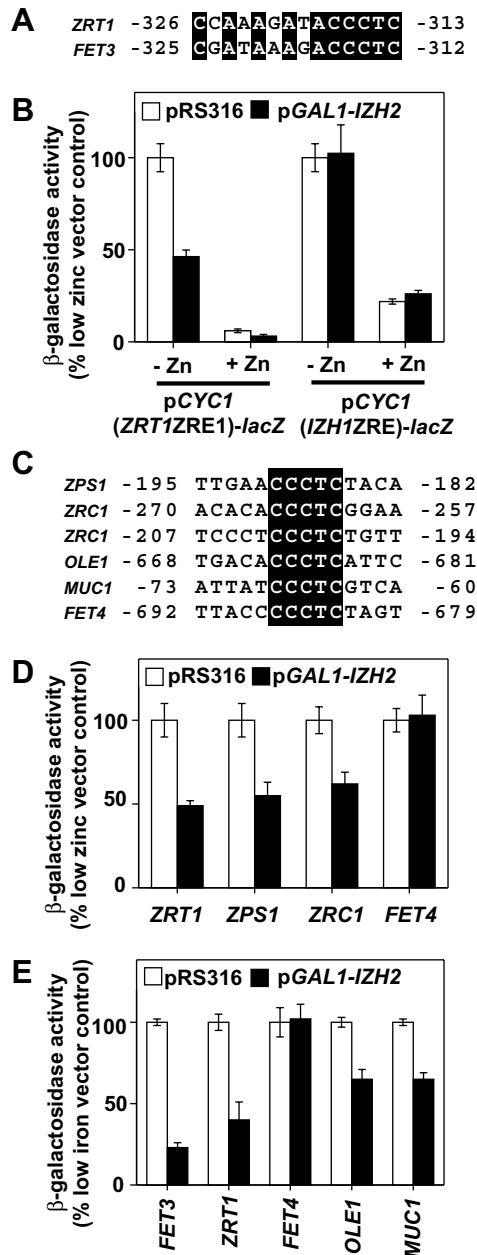 A
ZRT1 -326 CCAAAGATACCCTC -313
FET3 -325 CGATAAAGACCCTC -312
B
pRS316 pGAL1-IZH2
β-galactosidase activity
(% low zinc vector control)
100
50
0
- Zn + Zn - Zn + Zn
pCYC1 pCYC1
(ZRT1ZRE1)-lacZ (IZH1ZRE)-lacZ
C
ZPS1 -195 TTGAACCCTCTACA -182
ZRC1 -270 ACACACCCTCGGAA -257
ZRC1 -207 TCCCTCCCTCTGTT -194
OLE1 -668 TGACACCCTCATTC -681
MUC1 -73 ATTATCCCTCGTCA -60
FET4 -692 TTACCCCCTCTAGT -679
D
pRS316 pGAL1-IZH2
β-galactosidase activity
(% low zinc vector control)
100
50
0
ZRT1 ZPS1 ZRC1 FET4
E
pRS316 pGAL1-IZH2
β-galactosidase activity
(% low iron vector control)
100
50
0
FET3 ZRT1 FET4 OLE1 MUC1